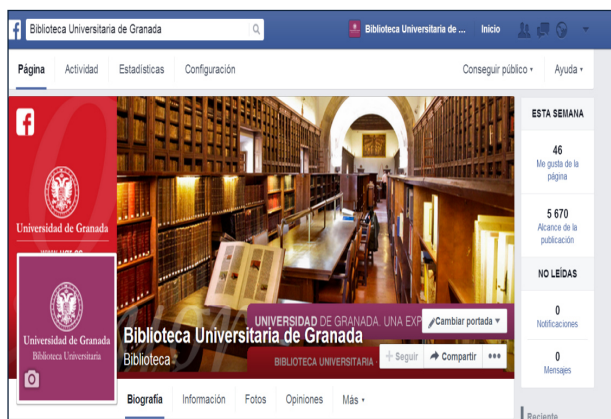 Biblioteca Universitaria de Granada
Biblioteca Universitaria de ...
Inicio
Página
Actividad
Estadísticas
Configuración
Conseguir público
Ayuda
Universidad de Granada
Universidad de Granada
Biblioteca Universitaria
UNIVERSIDAD DE GRANADA. UNA EXP
BIBLIOTECA UNIVERSITARIA
Biblioteca Universitaria de Granada
Biblioteca
Cambiar portada
Seguir
Compartir
Biografía
Información
Fotos
Opiniones
Más
ESTA SEMANA
46
Me gusta de la
página
5 670
Alcance de la
publicación
NO LEÍDAS
0
Notificaciones
0
Mensajes
Reciente